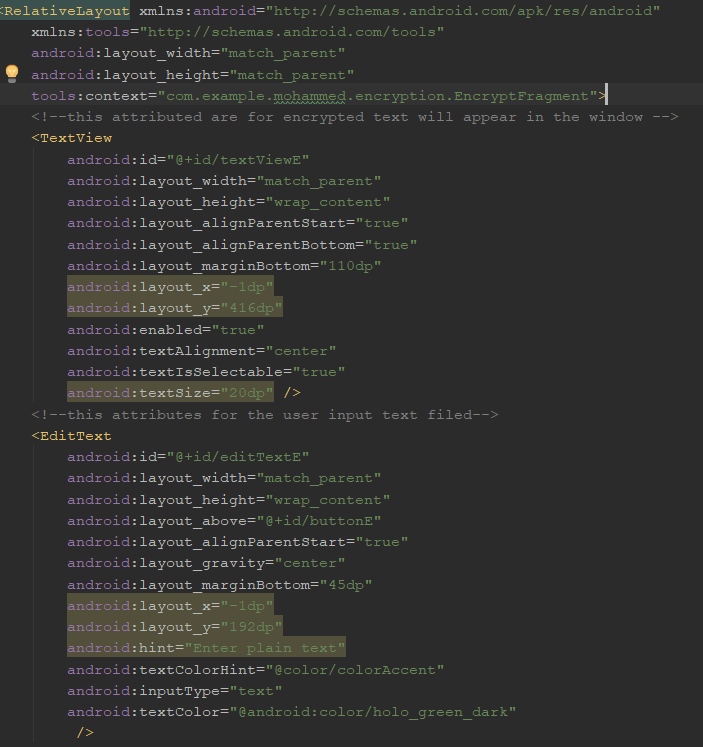 <RelativeLayout xmlns:android="http://schemas.android.com/apk/res/android"
xmlns:tools="http://schemas.android.com/tools"
android:layout_width="match_parent"
android:layout_height="match_parent"
tools:context="com.example.mohammed.encryption.EncryptFragment">
<!--this attributed are for encrypted text will appear in the window -->
<TextView
android:id="@+id/textViewE"
android:layout_width="match_parent"
android:layout_height="wrap_content"
android:layout_alignParentStart="true"
android:layout_alignParentBottom="true"
android:layout_marginBottom="110dp"
android:layout_x="-1dp"
android:layout_y="416dp"
android:enabled="true"
android:textAlignment="center"
android:textIsSelectable="true"
android:textSize="20dp" />
<!--this attributes for the user input text filed-->
<EditText
android:id="@+id/editTextE"
android:layout_width="match_parent"
android:layout_height="wrap_content"
android:layout_above="@+id/buttonE"
android:layout_alignParentStart="true"
android:layout_gravity="center"
android:layout_marginBottom="45dp"
android:layout_x="-1dp"
android:layout_y="192dp"
android:hint="Enter plain text"
android:textColorHint="@color/colorAccent"
android:inputType="text"
android:textColor="@android:color/holo_green_dark"
/>